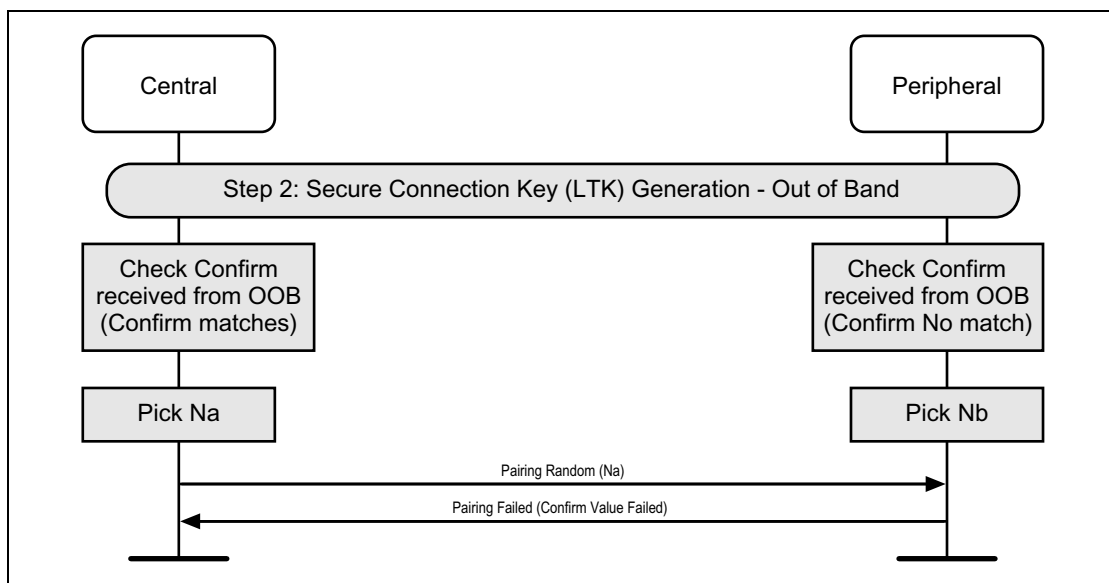 Central
Peripheral
Step 2: Secure Connection Key (LTK) Generation - Out of Band
Check Confirm
received from OOB
(Confirm matches)
Check Confirm
received from OOB
(Confirm No match)
Pick Na
Pick Nb
Pairing Random (Na)
Pairing Failed (Confirm Value Failed)